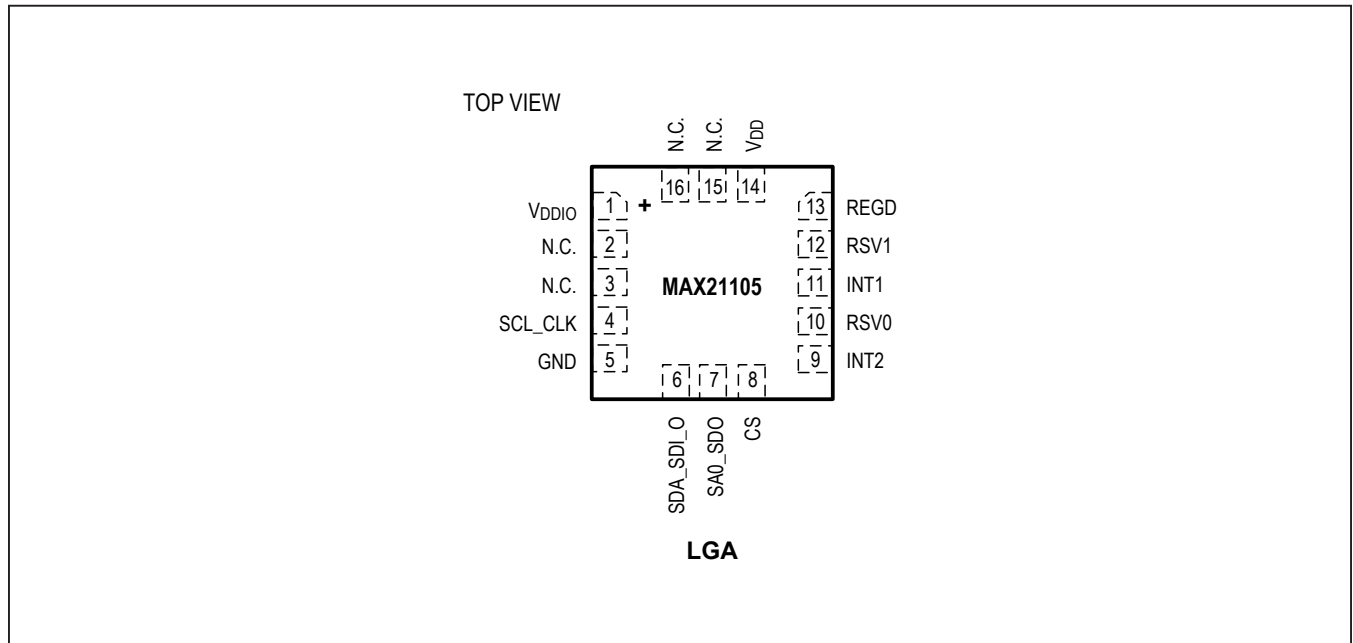 TOP VIEW
N.C.
N.C.
VDD
16
15
14
VDDIO
1
+
13
REGD
N.C.
2
12
RSV1
N.C.
3
MAX21105
11
INT1
SCL_CLK
4
10
RSV0
GND
5
9
INT2
6
7
8
SDA_SDI_O
SA0_SDO
CS
LGA